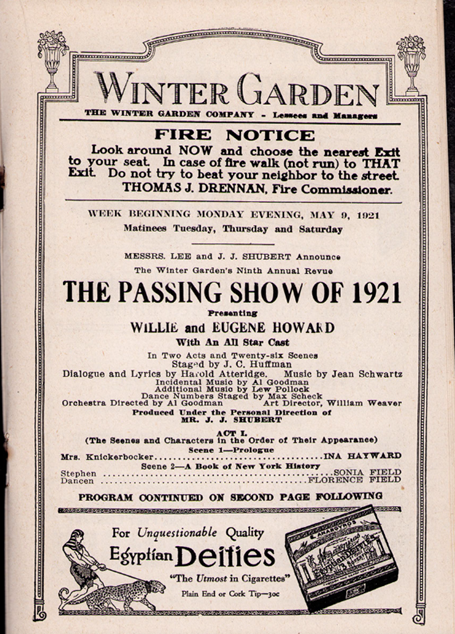 WINTER GARDEN
THE WINTER GARDEN COMPANY - Lessees and Managers
FIRE NOTICE
Look around NOW and choose the nearest Exit
to your seat. In case of fire walk (not run) to THAT
Exit. Do not try to beat your neighbor to the street.
THOMAS J. DRENNAN, Fire Commissioner.
WEEK BEGINNING MONDAY EVENING, MAY 9, 1921
Matinees Tuesday, Thursday and Saturday
MESSRS. LEE and J. J. SHUBERT Announce
The Winter Garden's Ninth Annual Revue
THE PASSING SHOW OF 1921
Presenting
WILLIE and EUGENE HOWARD
With An All Star Cast
In Two Acts and Twenty-six Scenes
Staged by J. C. Huffman
Dialogue and Lyrics by Harold Atteridge. Music by Jean Schwartz
Incidental Music by Al Goodman
Additional Music by Lew Pollock
Dance Numbers Staged by Max Scheck
Orchestra Directed by Al Goodman Art Director, William Weaver
Produced Under the Personal Direction of
MR. J. J. SHUBERT
ACT I.
(The Scenes and Characters in the Order of Their Appearance)
Scene 1—Prologue
Mrs. Knickerbocker..............................INA HAYWARD
Scene 2—A Book of New York History
Stephen ..............................SONIA FIELD
Dancen ..............................FLORENCE FIELD
PROGRAM CONTINUED ON SECOND PAGE FOLLOWING
For Unquestionable Quality
Egyptian Deities
"The Utmost in Cigarettes"
Plain End or Cork Tip—30c